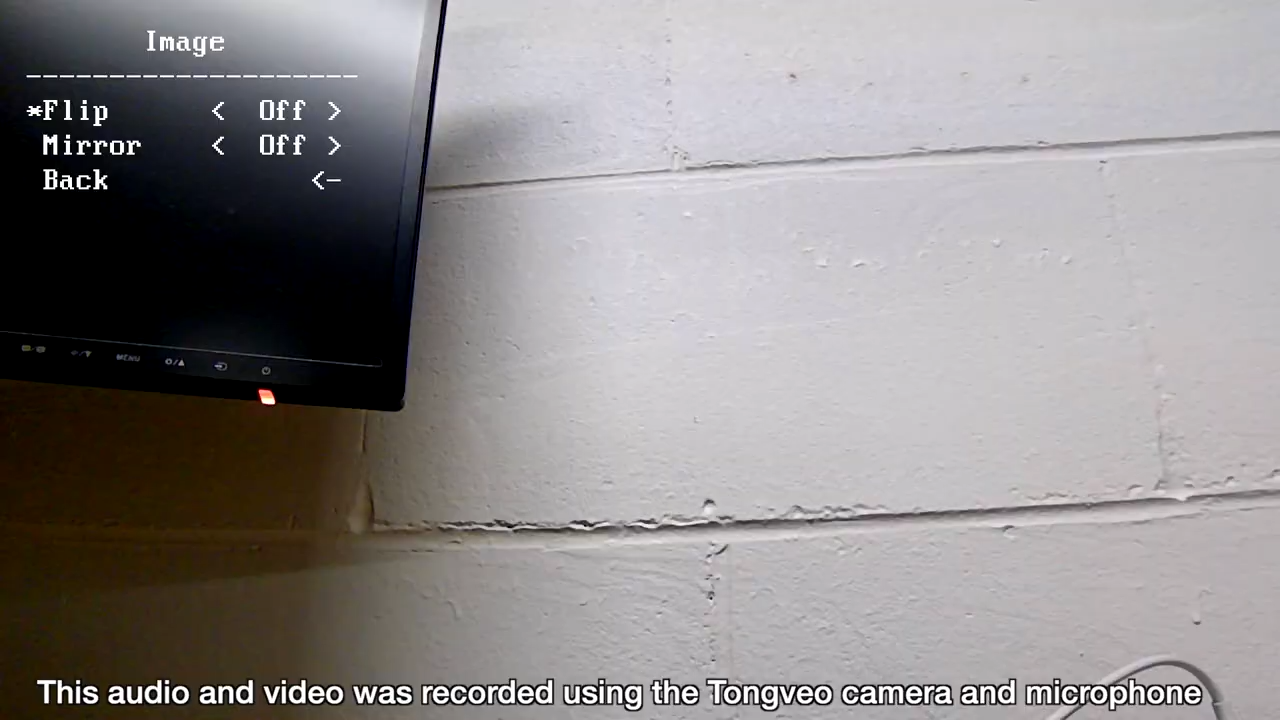 Image
--------------------
*Flip < Off >
Mirror < Off >
Back <-
MENU
This audio and video was recorded using the Tongveo camera and microphone